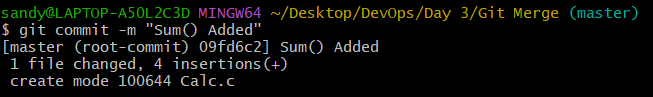 sandy@LAPTOP-A5OL2C3D MINGW64 ~/Desktop/DevOps/Day 3/Git Merge (master)
$ git commit -m "Sum() Added"
[master (root-commit) 09fd6c2] Sum() Added
 1 file changed, 4 insertions(+)
 create mode 100644 Calc.c